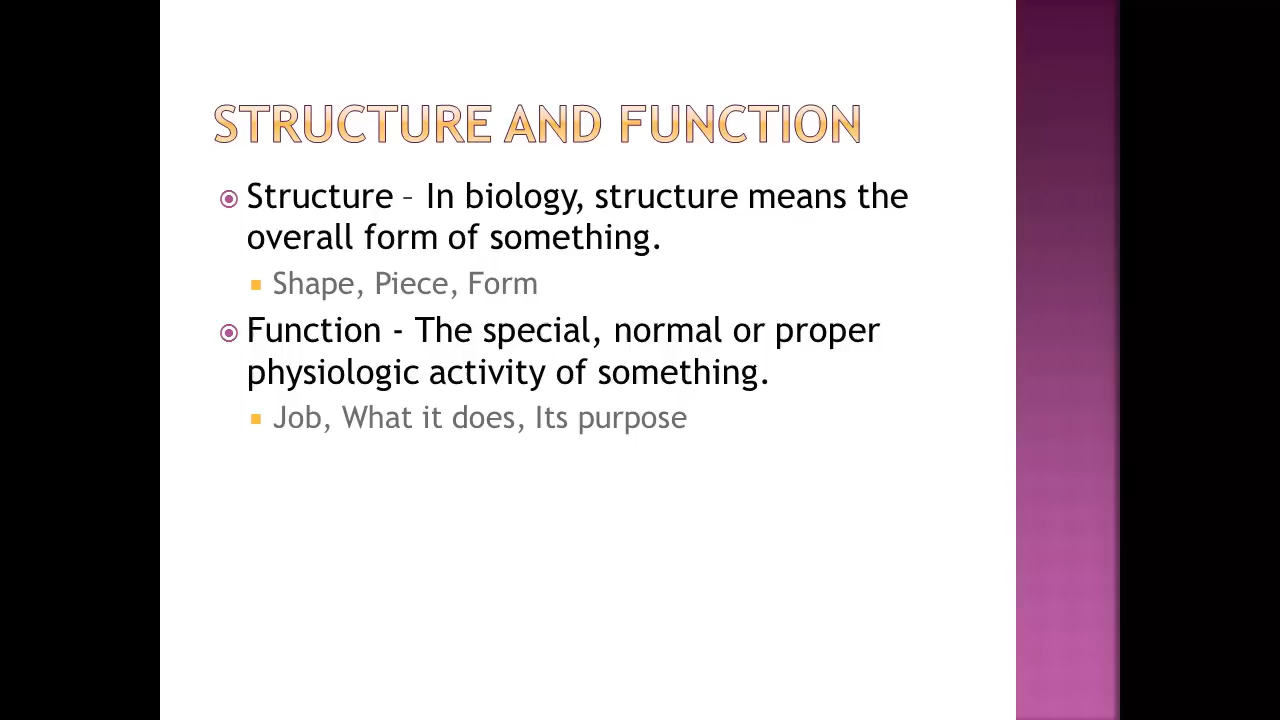 STRUCTURE AND FUNCTION
Structure – In biology, structure means the
overall form of something.
Shape, Piece, Form
Function - The special, normal or proper
physiologic activity of something.
Job, What it does, Its purpose